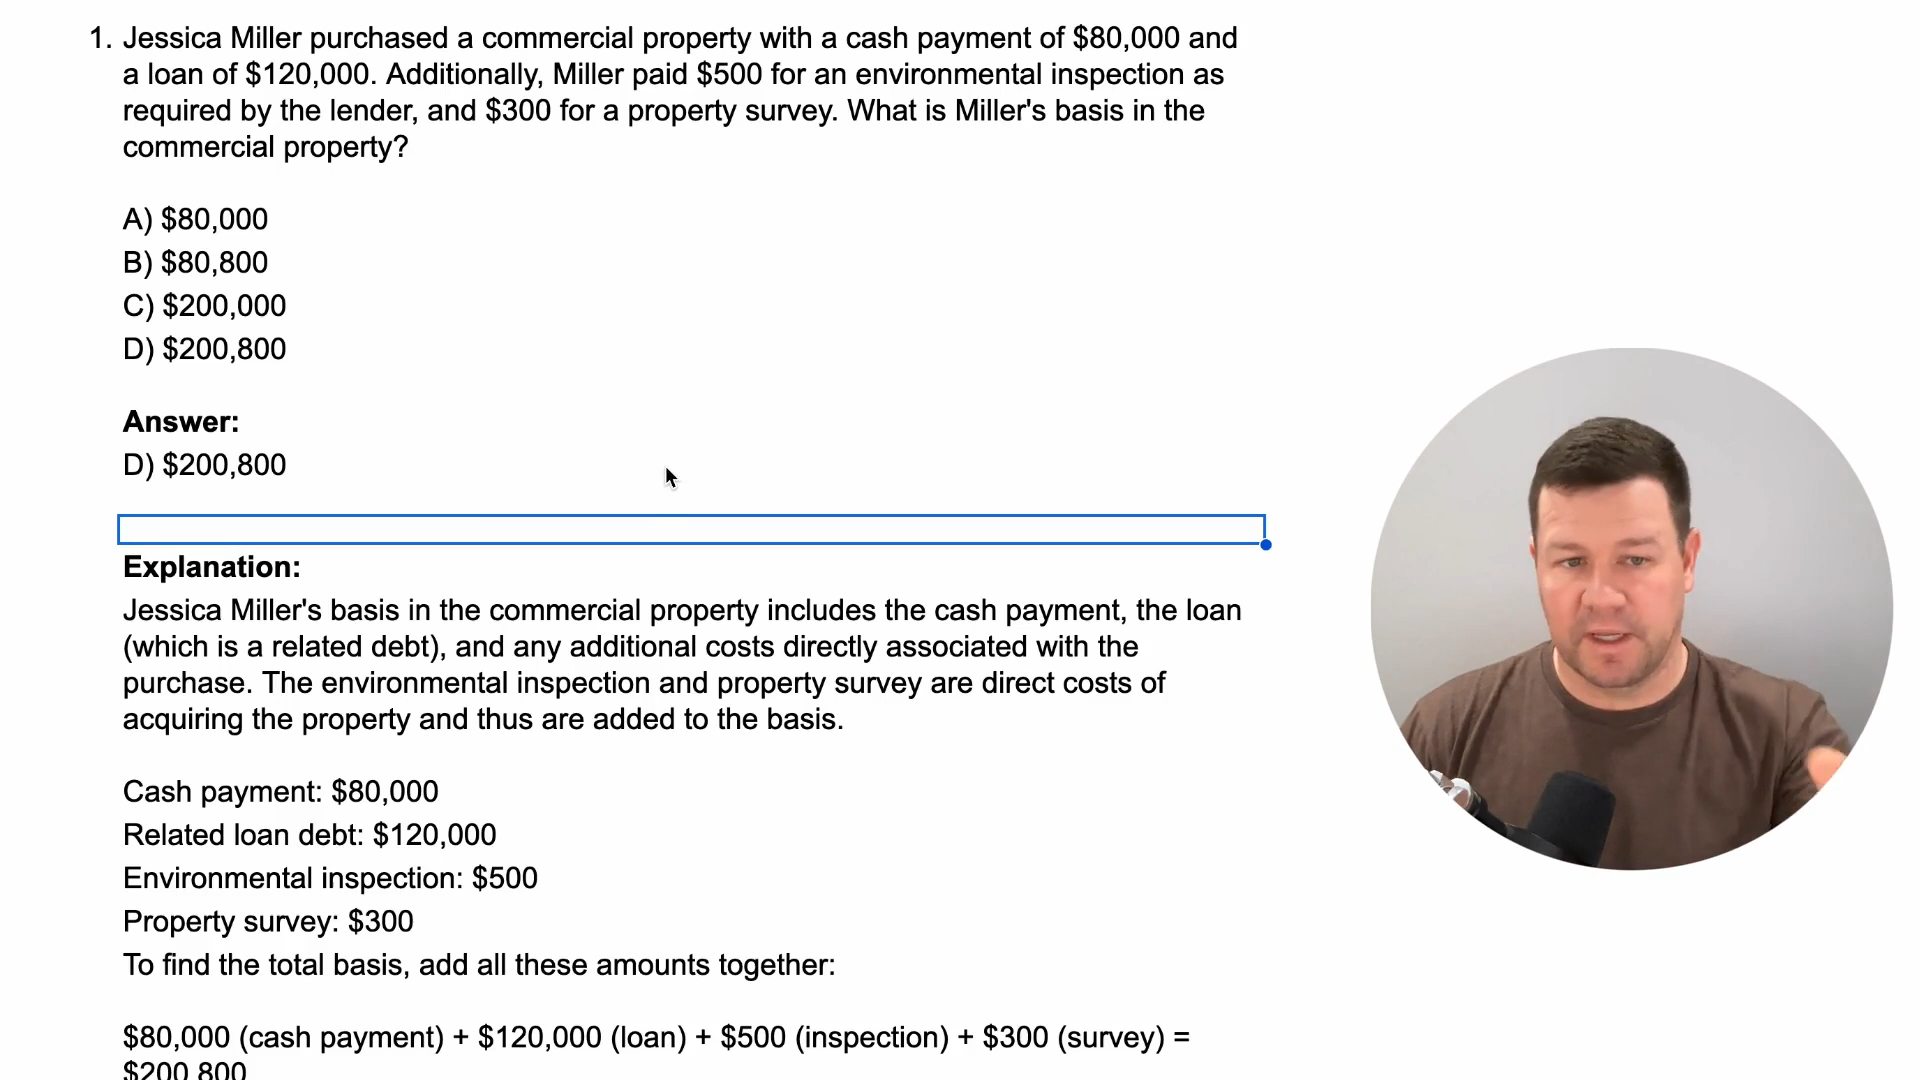 1. Jessica Miller purchased a commercial property with a cash payment of $80,000 and
a loan of $120,000. Additionally, Miller paid $500 for an environmental inspection as
required by the lender, and $300 for a property survey. What is Miller's basis in the
commercial property?
A) $80,000
B) $80,800
C) $200,000
D) $200,800
Answer:
D) $200,800
Explanation:
Jessica Miller's basis in the commercial property includes the cash payment, the loan
(which is a related debt), and any additional costs directly associated with the
purchase. The environmental inspection and property survey are direct costs of
acquiring the property and thus are added to the basis.
Cash payment: $80,000
Related loan debt: $120,000
Environmental inspection: $500
Property survey: $300
To find the total basis, add all these amounts together:
$80,000 (cash payment) + $120,000 (loan) + $500 (inspection) + $300 (survey) =
$200,800